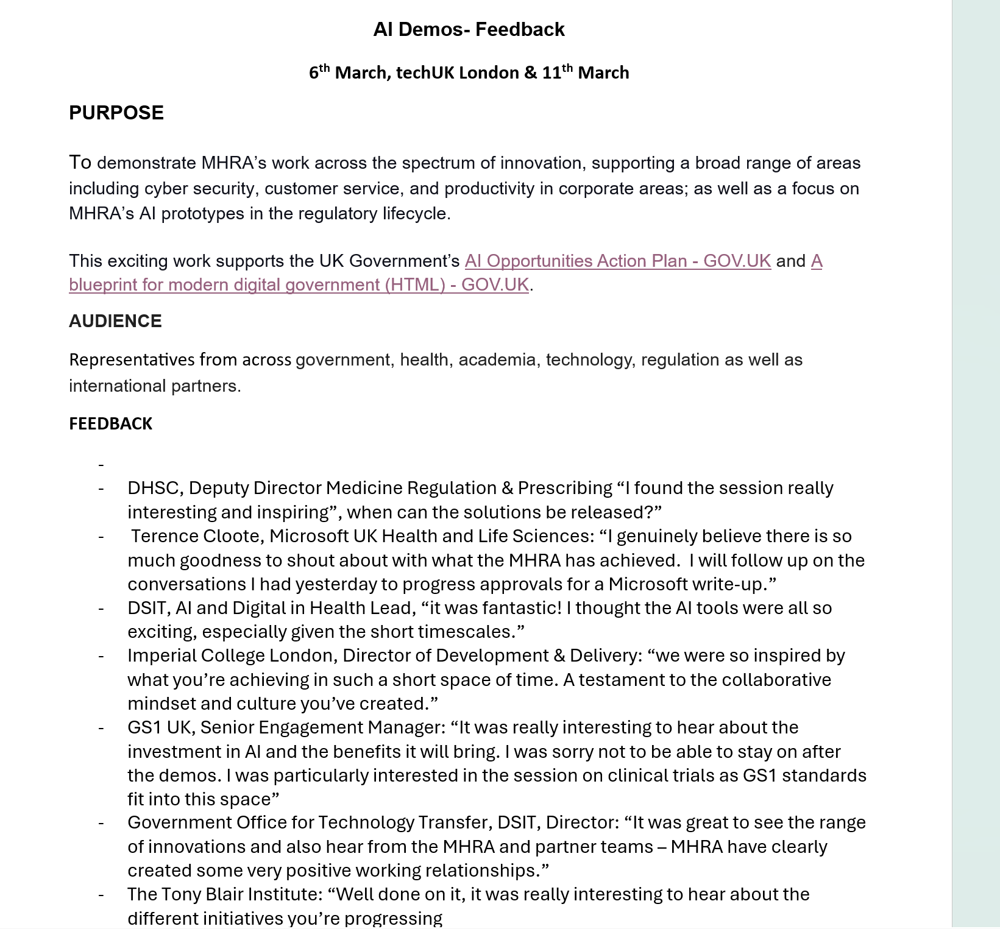 AI Demos- Feedback
6th March, techUK London & 11th March
PURPOSE
To demonstrate MHRA’s work across the spectrum of innovation, supporting a broad range of areas
including cyber security, customer service, and productivity in corporate areas; as well as a focus on
MHRA’s AI prototypes in the regulatory lifecycle.
This exciting work supports the UK Government’s AI Opportunities Action Plan - GOV.UK and A
blueprint for modern digital government (HTML) - GOV.UK.
AUDIENCE
Representatives from across government, health, academia, technology, regulation as well as
international partners.
FEEDBACK
-
- DHSC, Deputy Director Medicine Regulation & Prescribing “I found the session really
interesting and inspiring”, when can the solutions be released?”
- Terence Cloote, Microsoft UK Health and Life Sciences: “I genuinely believe there is so
much goodness to shout about with what the MHRA has achieved.  I will follow up on the
conversations I had yesterday to progress approvals for a Microsoft write-up.”
- DSIT, AI and Digital in Health Lead, “it was fantastic! I thought the AI tools were all so
exciting, especially given the short timescales.”
- Imperial College London, Director of Development & Delivery: “we were so inspired by
what you’re achieving in such a short space of time. A testament to the collaborative
mindset and culture you’ve created.”
- GS1 UK, Senior Engagement Manager: “It was really interesting to hear about the
investment in AI and the benefits it will bring. I was sorry not to be able to stay on after
the demos. I was particularly interested in the session on clinical trials as GS1 standards
fit into this space”
- Government Office for Technology Transfer, DSIT, Director: “It was great to see the range
of innovations and also hear from the MHRA and partner teams – MHRA have clearly
created some very positive working relationships.”
- The Tony Blair Institute: “Well done on it, it was really interesting to hear about the
different initiatives you’re progressing